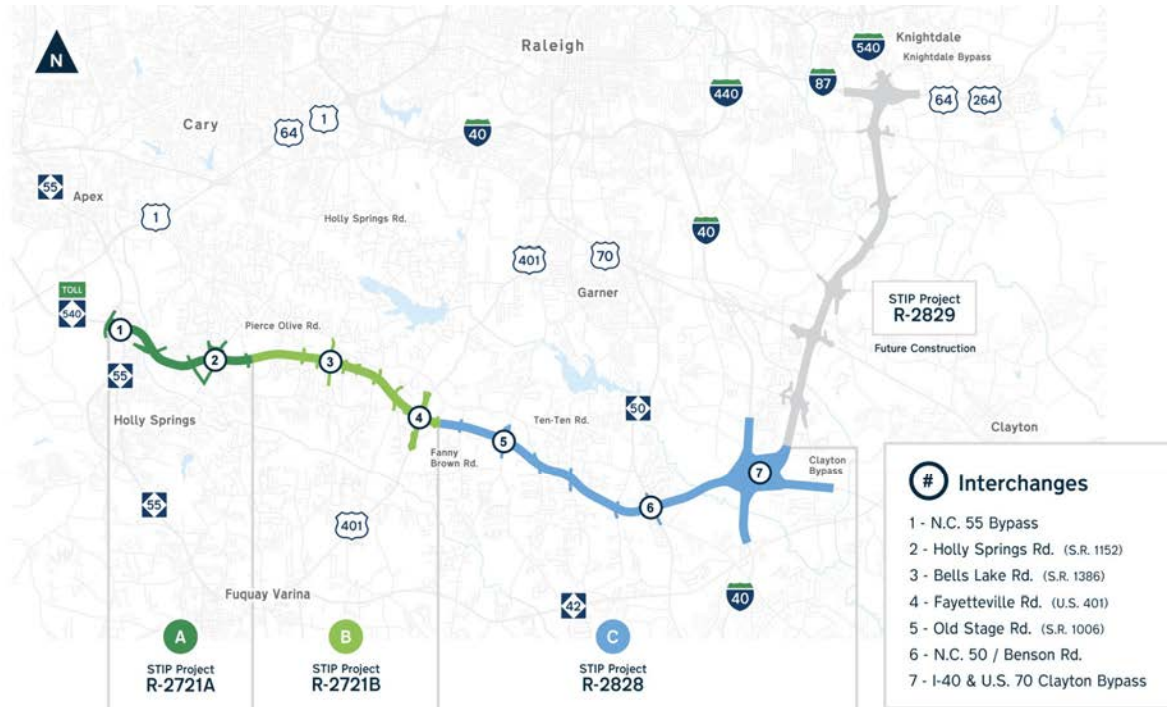 N
Raleigh
Knightdale
540
Knightdale Bypass
87
64
264
440
Cary
64
1
40
55
Apex
1
Holly Springs Rd.
40
401
70
Garner
STIP Project
R-2829
Future Construction
TOLL
540
1
Pierce Olive Rd.
2
3
55
Holly Springs
4
50
Ten-Ten Rd.
5
Fanny
Brown Rd.
Clayton
Clayton
Bypass
7
6
55
401
Fuquay Varina
42
40
# Interchanges
1 - N.C. 55 Bypass
2 - Holly Springs Rd. (S.R. 1152)
3 - Bells Lake Rd. (S.R. 1386)
4 - Fayetteville Rd. (U.S. 401)
5 - Old Stage Rd. (S.R. 1006)
6 - N.C. 50 / Benson Rd.
7 - I-40 & U.S. 70 Clayton Bypass
A
STIP Project
R-2721A
B
STIP Project
R-2721B
C
STIP Project
R-2828